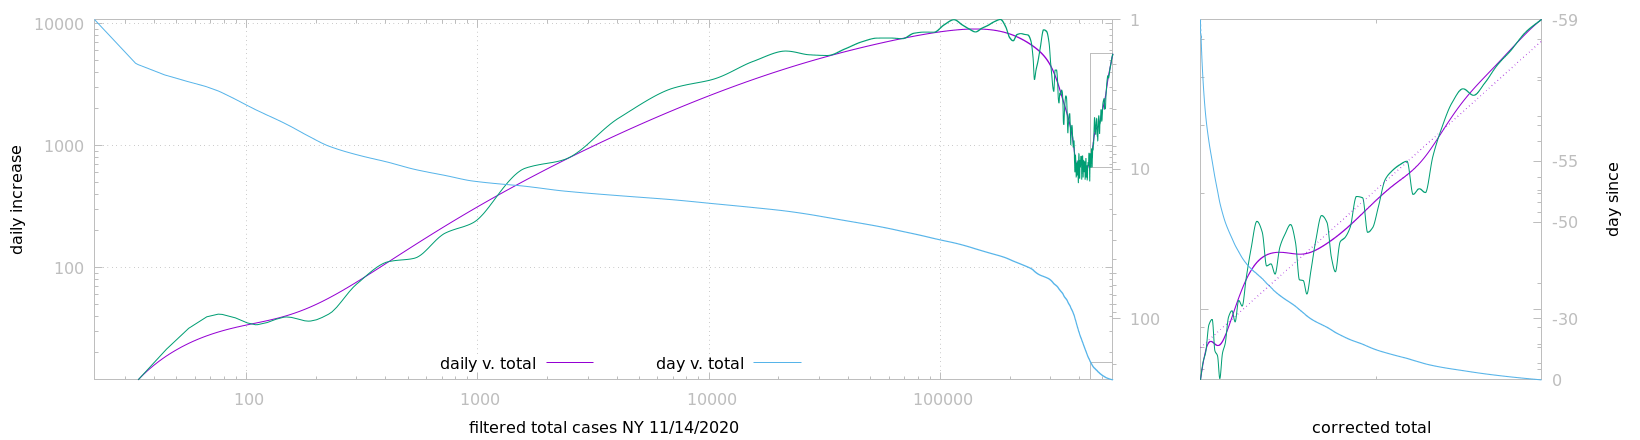 10000
1000
100
daily increase
1
10
100
daily v. total
day v. total
100
1000
10000
100000
filtered total cases NY 11/14/2020
-59
-55
-50
-30
0
day since
corrected total